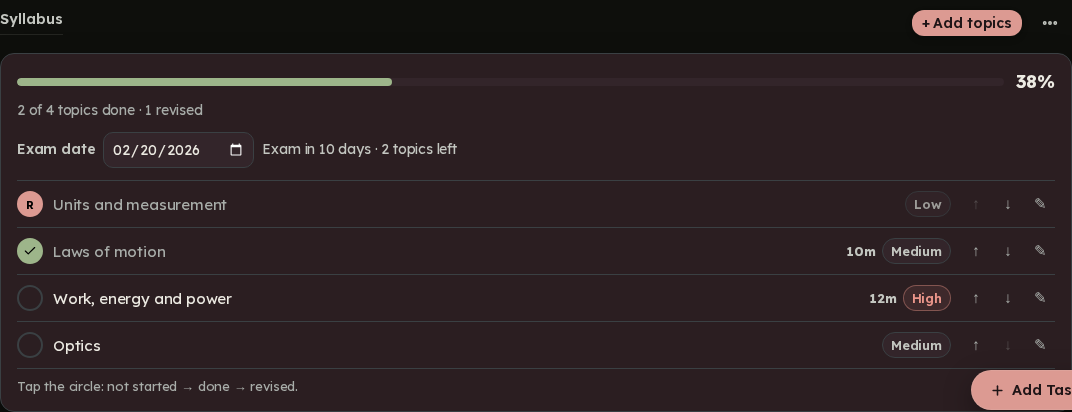 Syllabus
+ Add topics
38%
2 of 4 topics done · 1 revised
Exam date 02/20/2026 Exam in 10 days · 2 topics left
R Units and measurement Low ↑ ↓ ✎
✓ Laws of motion 10m Medium ↑ ↓ ✎
Work, energy and power 12m High ↑ ↓ ✎
Optics Medium ↑ ↓ ✎
Tap the circle: not started → done → revised.
+ Add Tas